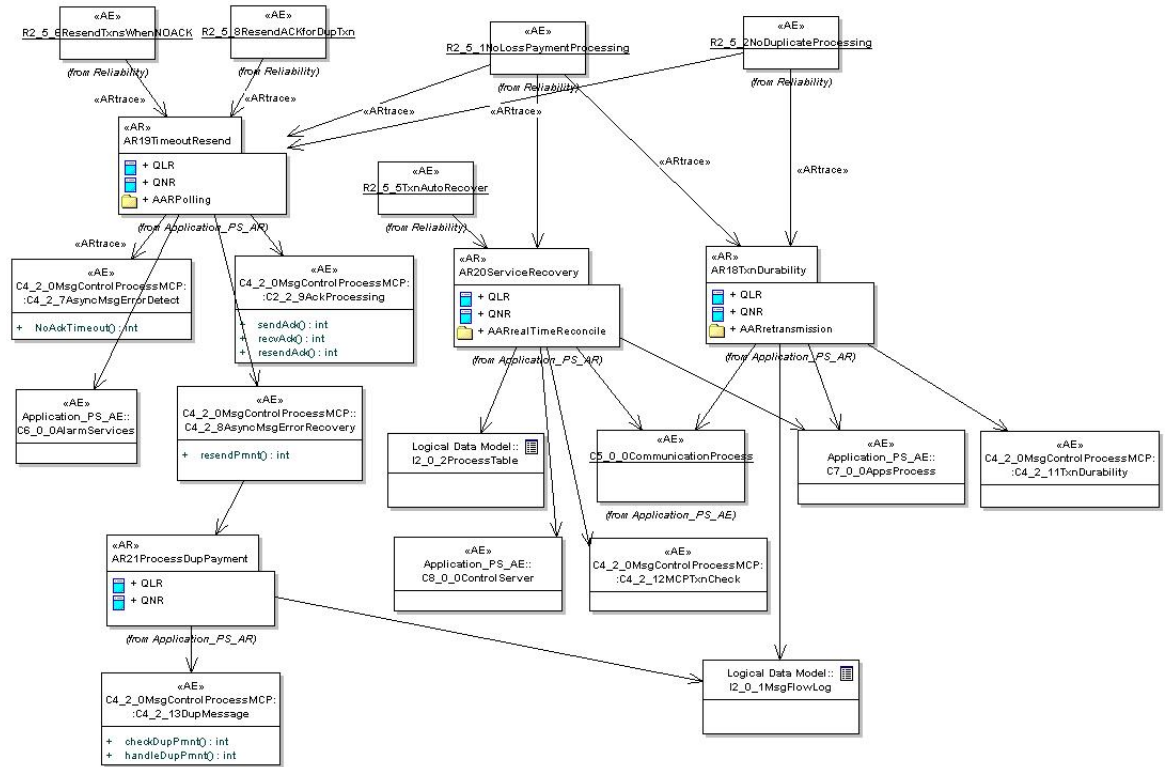 «AE»
R2_5_6ResendTxnsWhenNOACK
(from Reliability)
«AE»
R2_5_8ResendACKforDupTxn
(from Reliability)
«AE»
R2_5_1NoLossPaymentProcessing
(from Reliability)
«AE»
R2_5_2NoDuplicateProcessing
(from Reliability)
«ARtrace»
«ARtrace»
«ARtrace»
«ARtrace»
«ARtrace»
«ARtrace»
«AR»
AR19TimeoutResend
+ QLR
+ QNR
+ AARPolling
(from Application_PS_AR)
«AE»
R2_5_5TxnAutoRecover
(from Reliability)
«ARtrace»
«AE»
C4_2_0MsgControlProcessMCP:
:C4_2_7AsyncMsgErrorDetect
+ NoAckTimeout() : int
«AE»
C4_2_0MsgControlProcessMCP:
:C2_2_9AckProcessing
+ sendAck() : int
+ recvAck() : int
+ resendAck() : int
«AR»
AR20ServiceRecovery
+ QLR
+ QNR
+ AARrealTimeReconcile
(from Application_PS_AR)
«AR»
AR18TxnDurability
+ QLR
+ QNR
+ AARretransmission
(from Application_PS_AR)
«AE»
Application_PS_AE::
C6_0_0AlarmServices
«AE»
C4_2_0MsgControlProcessMCP::
C4_2_8AsyncMsgErrorRecovery
+ resendPmnt() : int
Logical Data Model::
I2_0_2ProcessTable
«AE»
C5_0_0CommunicationProcess
(from Application_PS_AE)
«AE»
Application_PS_AE::
C7_0_0AppsProcess
«AE»
C4_2_0MsgControlProcessMCP:
:C4_2_11TxnDurability
«AR»
AR21ProcessDupPayment
+ QLR
+ QNR
(from Application_PS_AR)
«AE»
Application_PS_AE::
C8_0_0ControlServer
«AE»
C4_2_0MsgControlProcessMCP:
:C4_2_12MCPTxnCheck
Logical Data Model::
I2_0_1MsgFlowLog
«AE»
C4_2_0MsgControlProcessMCP:
:C4_2_13DupMessage
+ checkDupPmnt() : int
+ handleDupPmnt() : int